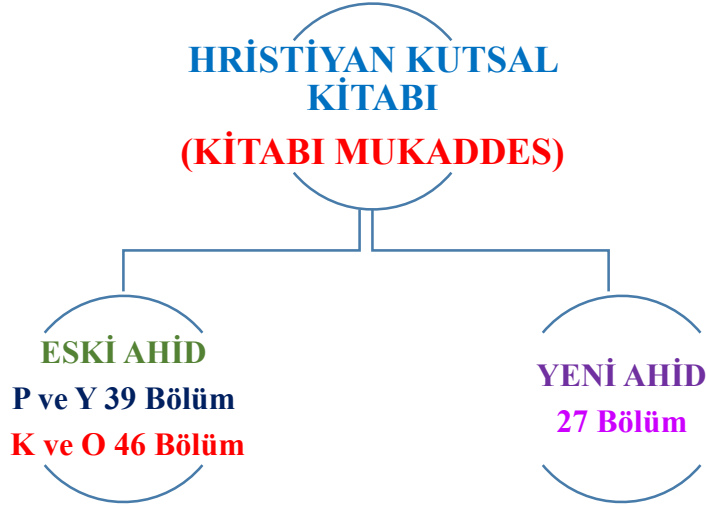 HRİSTİYAN KUTSAL
KİTABI
(KİTABI MUKADDES)
ESKİ AHİD
P ve Y 39 Bölüm
K ve O 46 Bölüm
YENİ AHİD
27 Bölüm